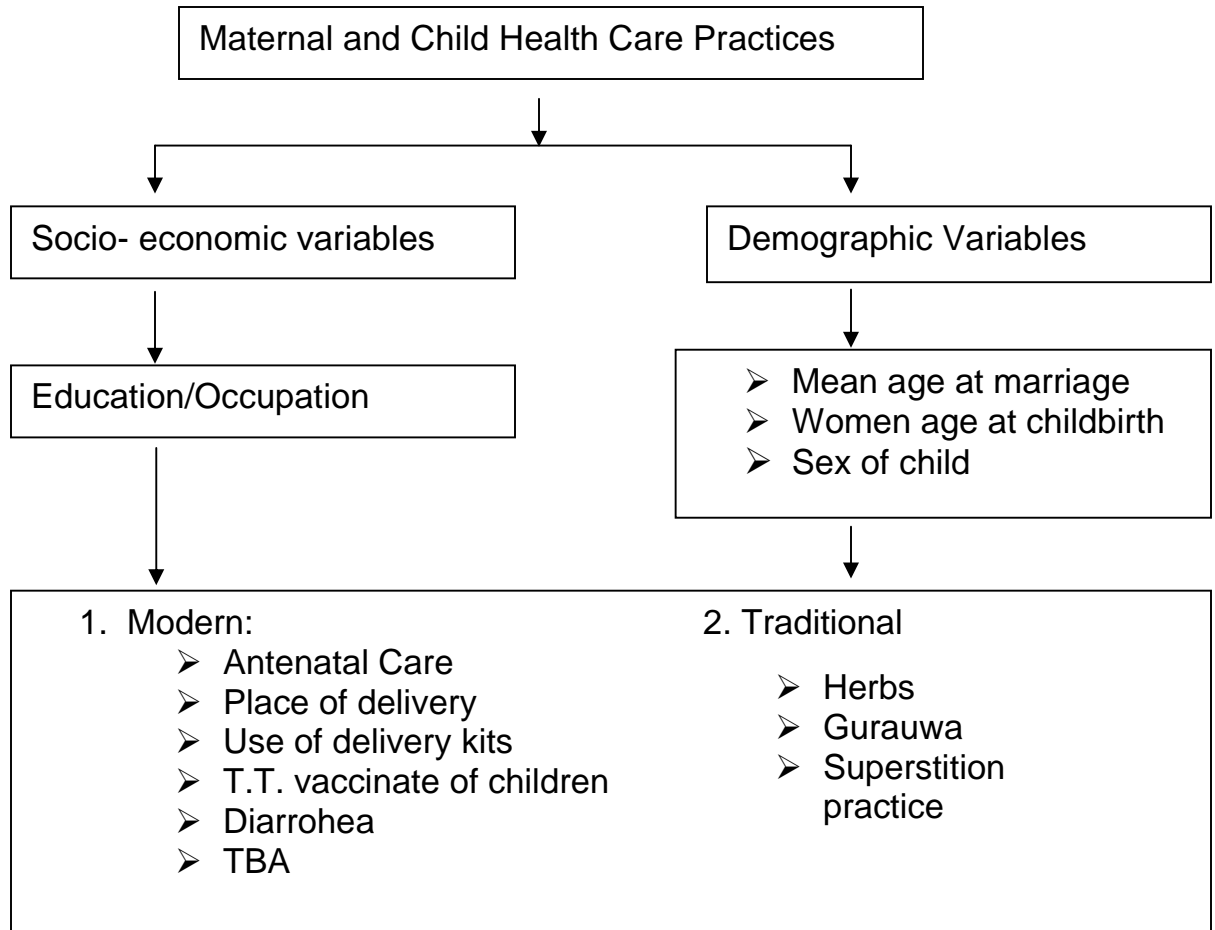 Maternal and Child Health Care Practices
Socio- economic variables
Demographic Variables
Education/Occupation
➢ Mean age at marriage
➢ Women age at childbirth
➢ Sex of child
1. Modern:
➢ Antenatal Care
➢ Place of delivery
➢ Use of delivery kits
➢ T.T. vaccinate of children
➢ Diarrohea
➢ TBA
2. Traditional
➢ Herbs
➢ Gurauwa
➢ Superstition
practice